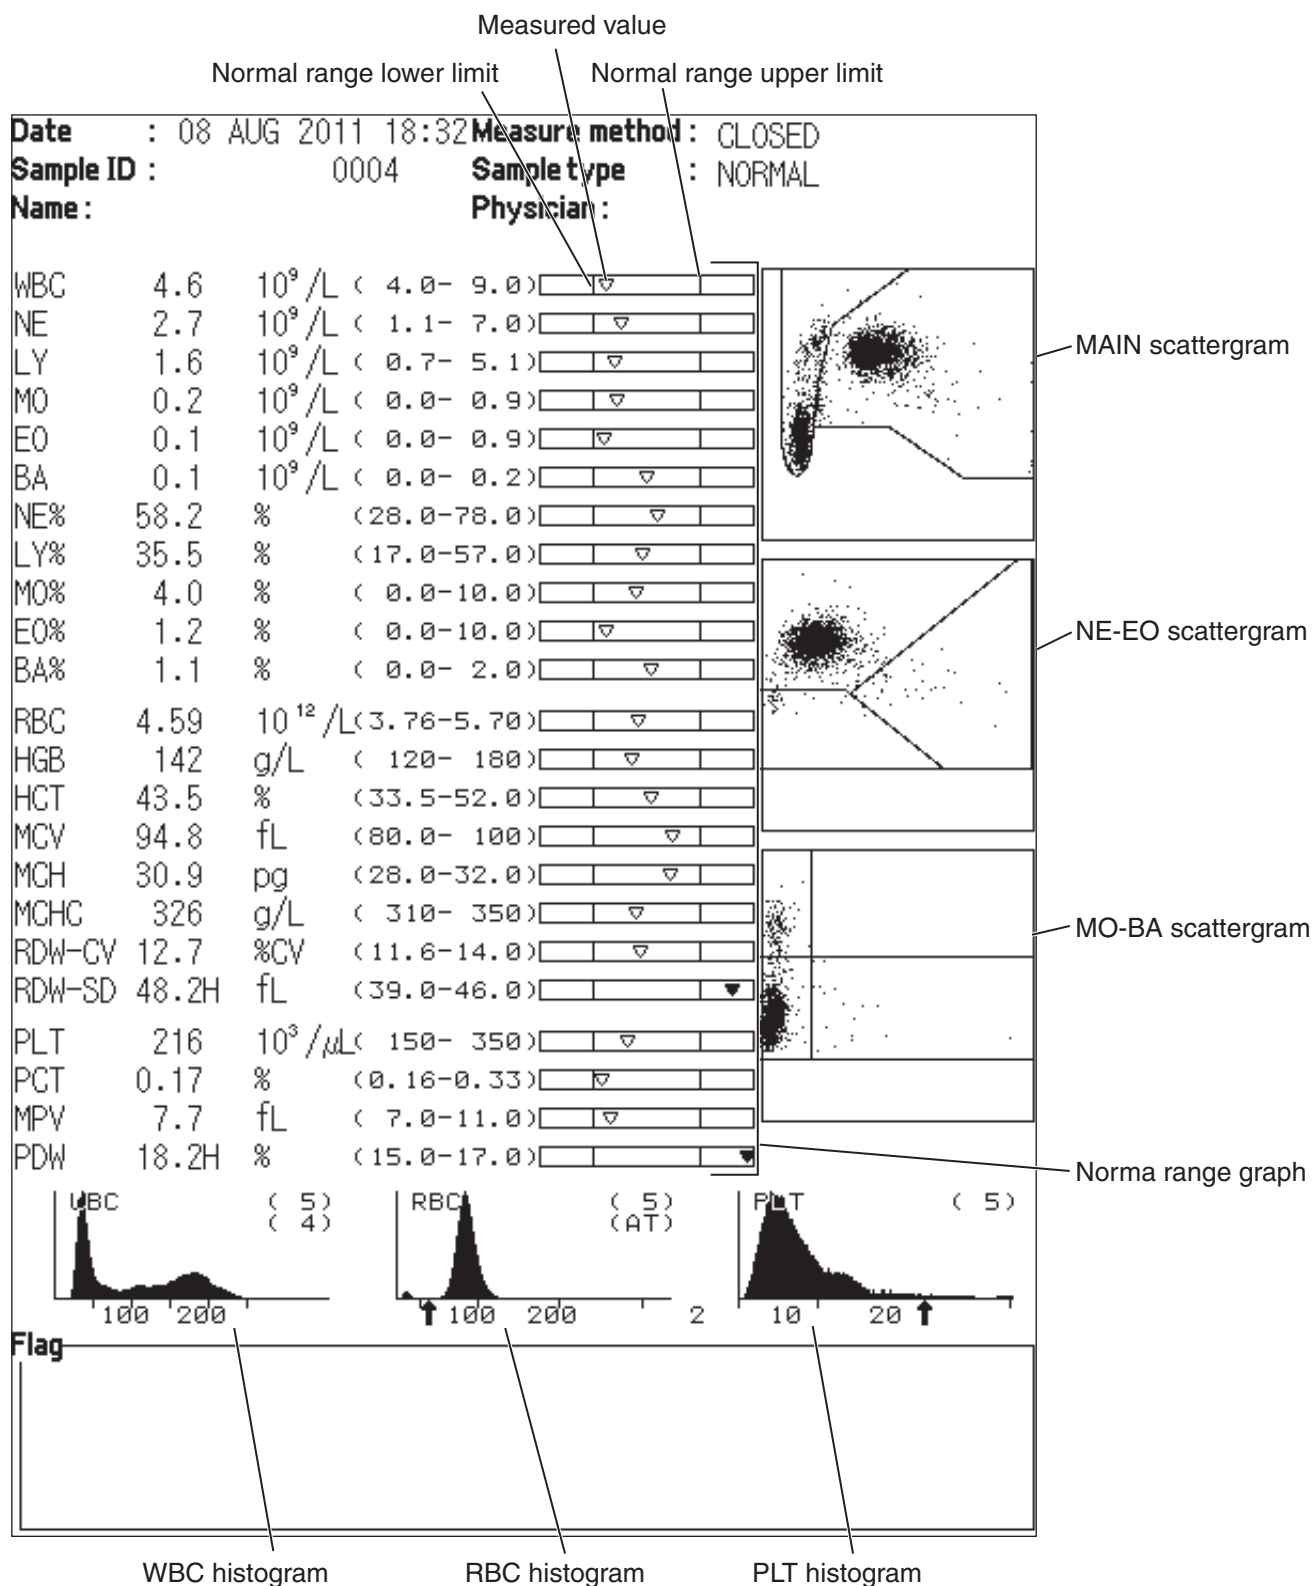 Measured value
Normal range lower limit
Normal range upper limit
Date : 08 AUG 2011 18:32 Measure method : CLOSED
Sample ID : 0004 Sample type : NORMAL
Name : Physician :
WBC 4.6 10⁹/L ( 4.0- 9.0)
NE 2.7 10⁹/L ( 1.1- 7.0)
LY 1.6 10⁹/L ( 0.7- 5.1)
MO 0.2 10⁹/L ( 0.0- 0.9)
EO 0.1 10⁹/L ( 0.0- 0.9)
BA 0.1 10⁹/L ( 0.0- 0.2)
NE% 58.2 % (28.0-78.0)
LY% 35.5 % (17.0-57.0)
MO% 4.0 % ( 0.0-10.0)
EO% 1.2 % ( 0.0-10.0)
BA% 1.1 % ( 0.0- 2.0)
RBC 4.59 10¹²/L(3.76-5.70)
HGB 142 g/L ( 120- 180)
HCT 43.5 % (33.5-52.0)
MCV 94.8 fL (80.0- 100)
MCH 30.9 pg (28.0-32.0)
MCHC 326 g/L ( 310- 350)
RDW-CV 12.7 %CV (11.6-14.0)
RDW-SD 48.2H fL (39.0-46.0)
PLT 216 10³/µL( 150- 350)
PCT 0.17 % (0.16-0.33)
MPV 7.7 fL ( 7.0-11.0)
PDW 18.2H % (15.0-17.0)
MAIN scattergram
NE-EO scattergram
MO-BA scattergram
Norma range graph
WBC ( 5)
( 4)
100 200
RBC ( 5)
(AT)
100 200 2
PLT ( 5)
10 20
Flag
WBC histogram
RBC histogram
PLT histogram